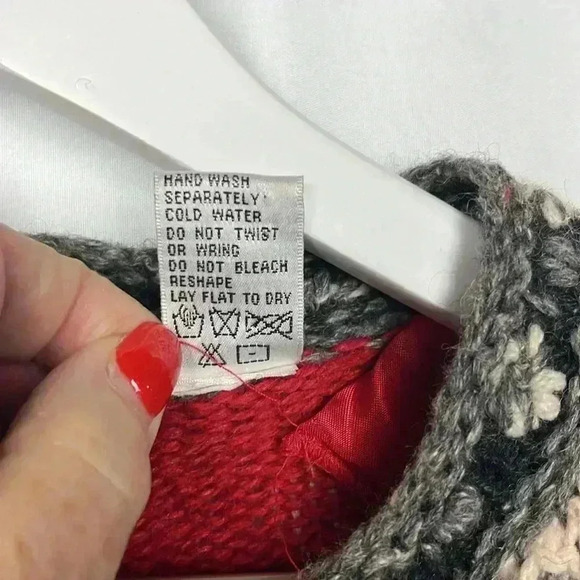 HAND WASH
SEPARATELY
COLD WATER
DO NOT TWIST
OR WRING
DO NOT BLEACH
RESHAPE
LAY FLAT TO DRY